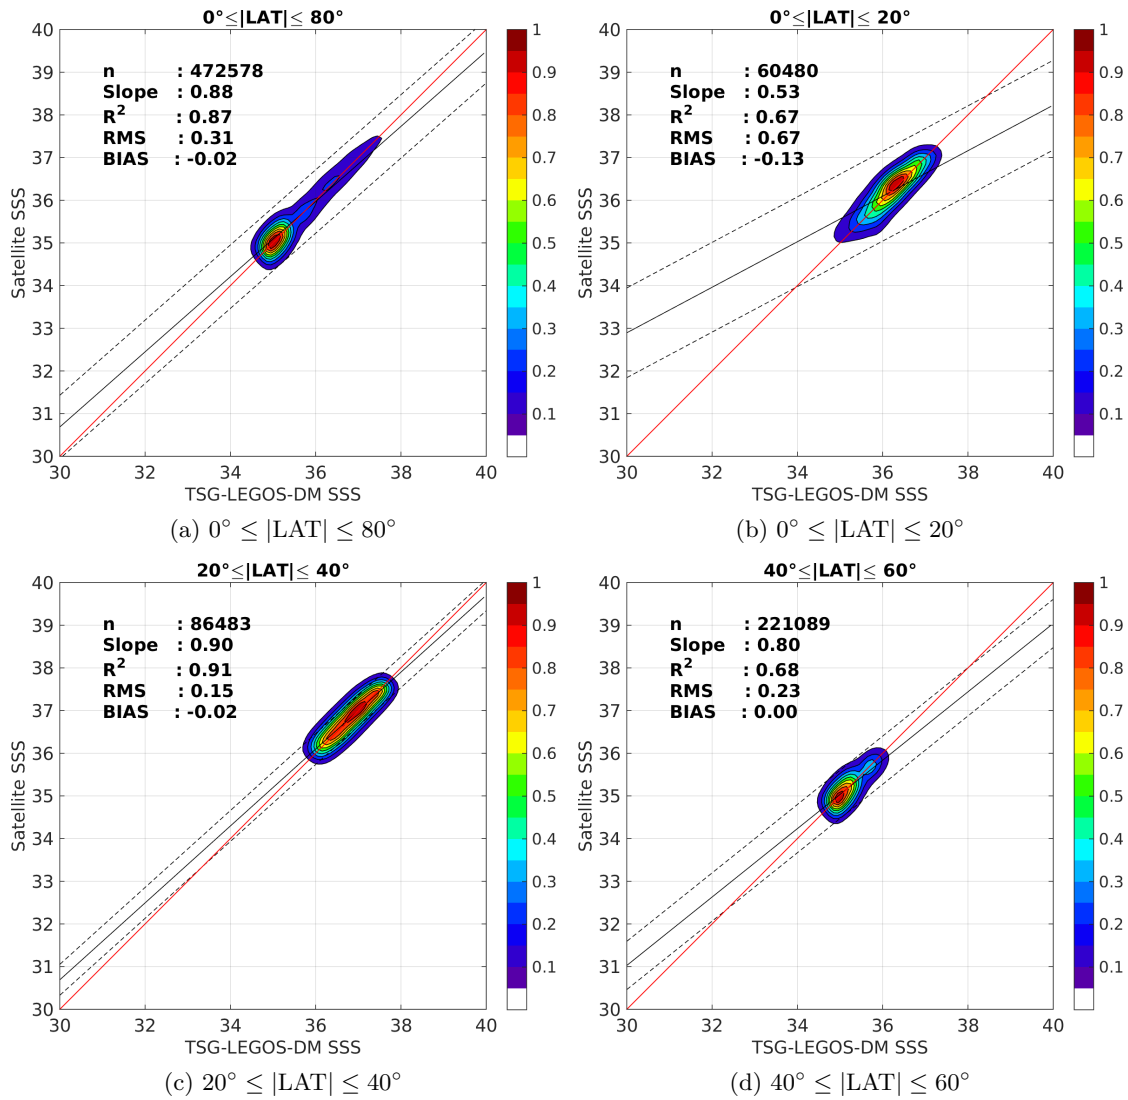 0°≤|LAT|≤ 80°
n : 472578
Slope : 0.88
R² : 0.87
RMS : 0.31
BIAS : -0.02
40
39
38
37
36
35
34
33
32
31
30
Satellite SSS
30 32 34 36 38 40
TSG-LEGOS-DM SSS
1
0.9
0.8
0.7
0.6
0.5
0.4
0.3
0.2
0.1
(a) 0° ≤ |LAT| ≤ 80°
0°≤|LAT|≤ 20°
n : 60480
Slope : 0.53
R² : 0.67
RMS : 0.67
BIAS : -0.13
40
39
38
37
36
35
34
33
32
31
30
Satellite SSS
30 32 34 36 38 40
TSG-LEGOS-DM SSS
1
0.9
0.8
0.7
0.6
0.5
0.4
0.3
0.2
0.1
(b) 0° ≤ |LAT| ≤ 20°
20°≤|LAT|≤ 40°
n : 86483
Slope : 0.90
R² : 0.91
RMS : 0.15
BIAS : -0.02
40
39
38
37
36
35
34
33
32
31
30
Satellite SSS
30 32 34 36 38 40
TSG-LEGOS-DM SSS
1
0.9
0.8
0.7
0.6
0.5
0.4
0.3
0.2
0.1
(c) 20° ≤ |LAT| ≤ 40°
40°≤|LAT|≤ 60°
n : 221089
Slope : 0.80
R² : 0.68
RMS : 0.23
BIAS : 0.00
40
39
38
37
36
35
34
33
32
31
30
Satellite SSS
30 32 34 36 38 40
TSG-LEGOS-DM SSS
1
0.9
0.8
0.7
0.6
0.5
0.4
0.3
0.2
0.1
(d) 40° ≤ |LAT| ≤ 60°